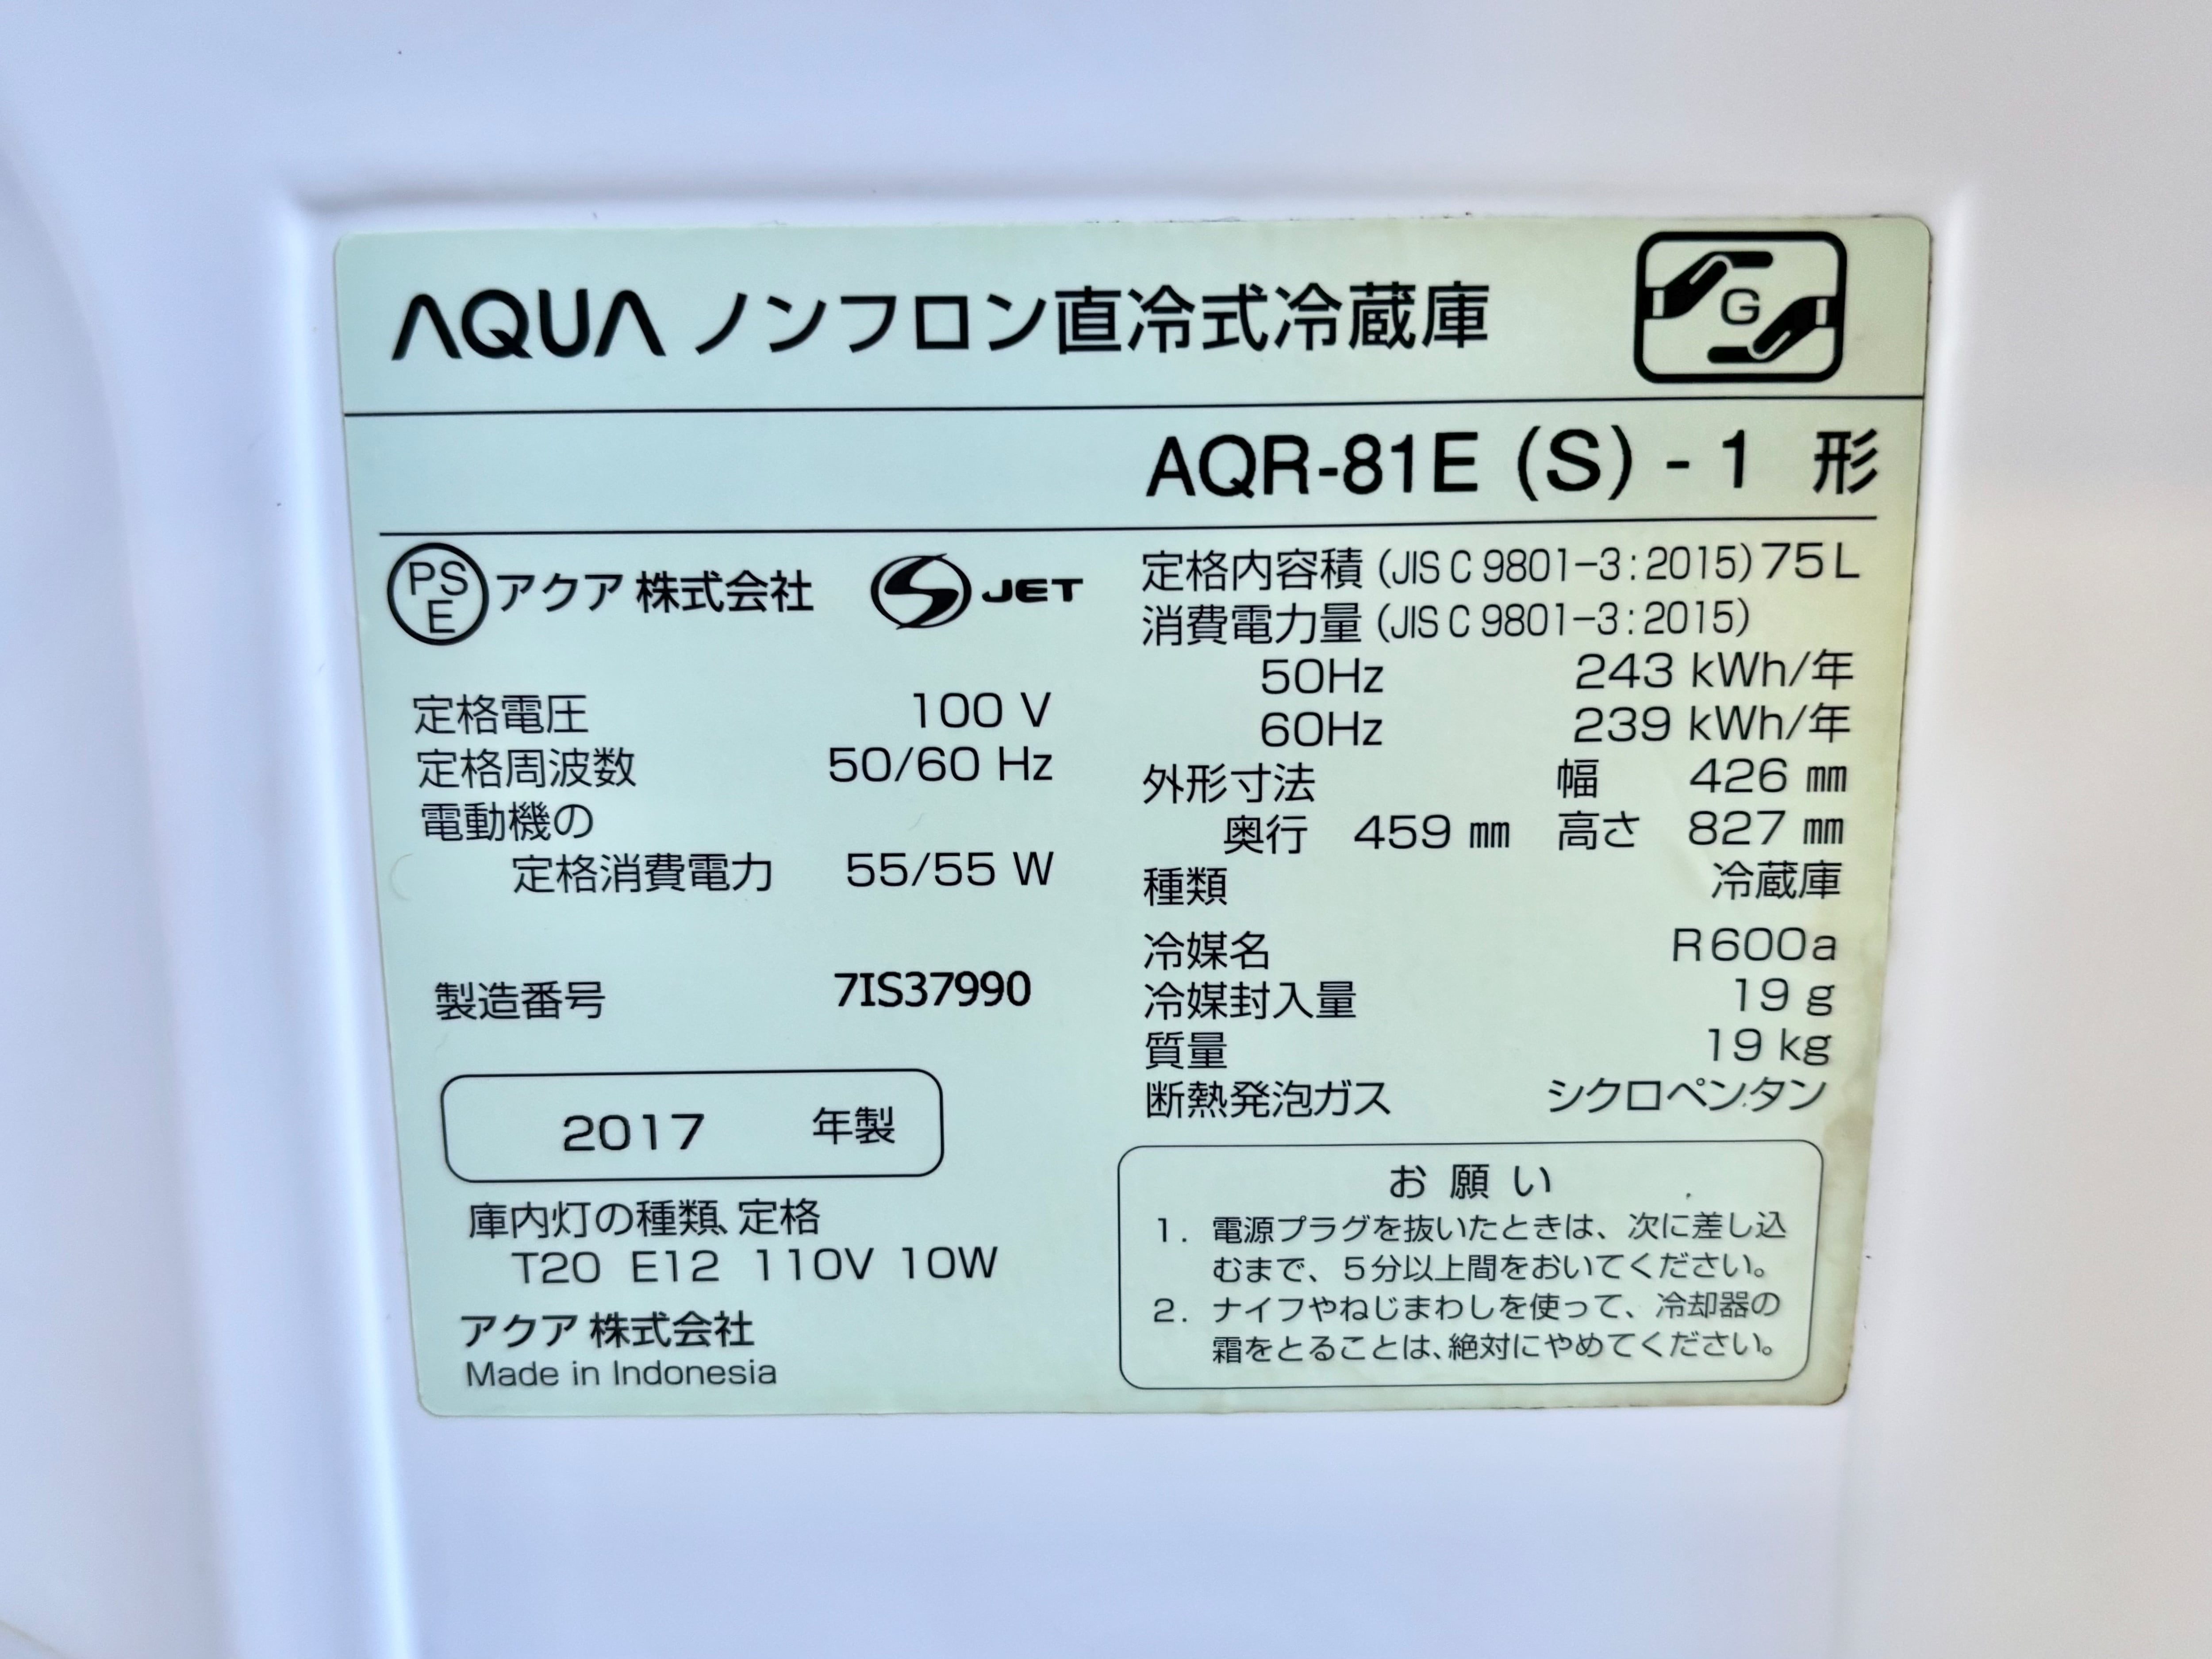 AQUA ノンフロン直冷式冷蔵庫
G
AQR-81E (S) - 1 形
PSE アクア 株式会社 S JET
定格電圧 100 V
定格周波数 50/60 Hz
電動機の
定格消費電力 55/55 W
製造番号 7IS37990
2017 年製
庫内灯の種類、定格
T20 E12 110V 10W
アクア 株式会社
Made in Indonesia
定格内容積 (JIS C 9801-3:2015) 75L
消費電力量 (JIS C 9801-3:2015)
50Hz 243 kWh/年
60Hz 239 kWh/年
外形寸法 幅 426 ㎜
奥行 459 ㎜ 高さ 827 ㎜
種類 冷蔵庫
冷媒名 R600a
冷媒封入量 19 g
質量 19 kg
断熱発泡ガス シクロペンタン
お 願 い
1. 電源プラグを抜いたときは、次に差し込
むまで、5分以上間をおいてください。
2. ナイフやねじまわしを使って、冷却器の
霜をとることは、絶対にやめてください。